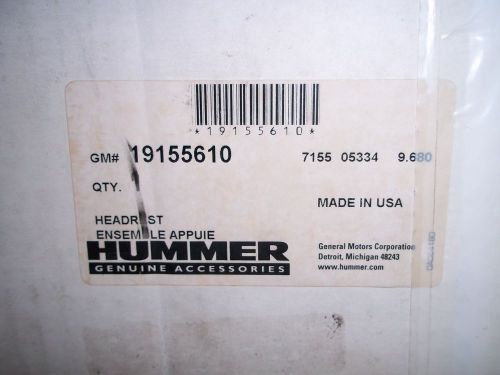 *19155610*
GM# 19155610 7155 05334 9.680
QTY.
MADE IN USA
HEADREST
ENSEMBLE APPUIE
HUMMER
GENUINE ACCESSORIES
General Motors Corporation
Detroit, Michigan 48243
www.hummer.com